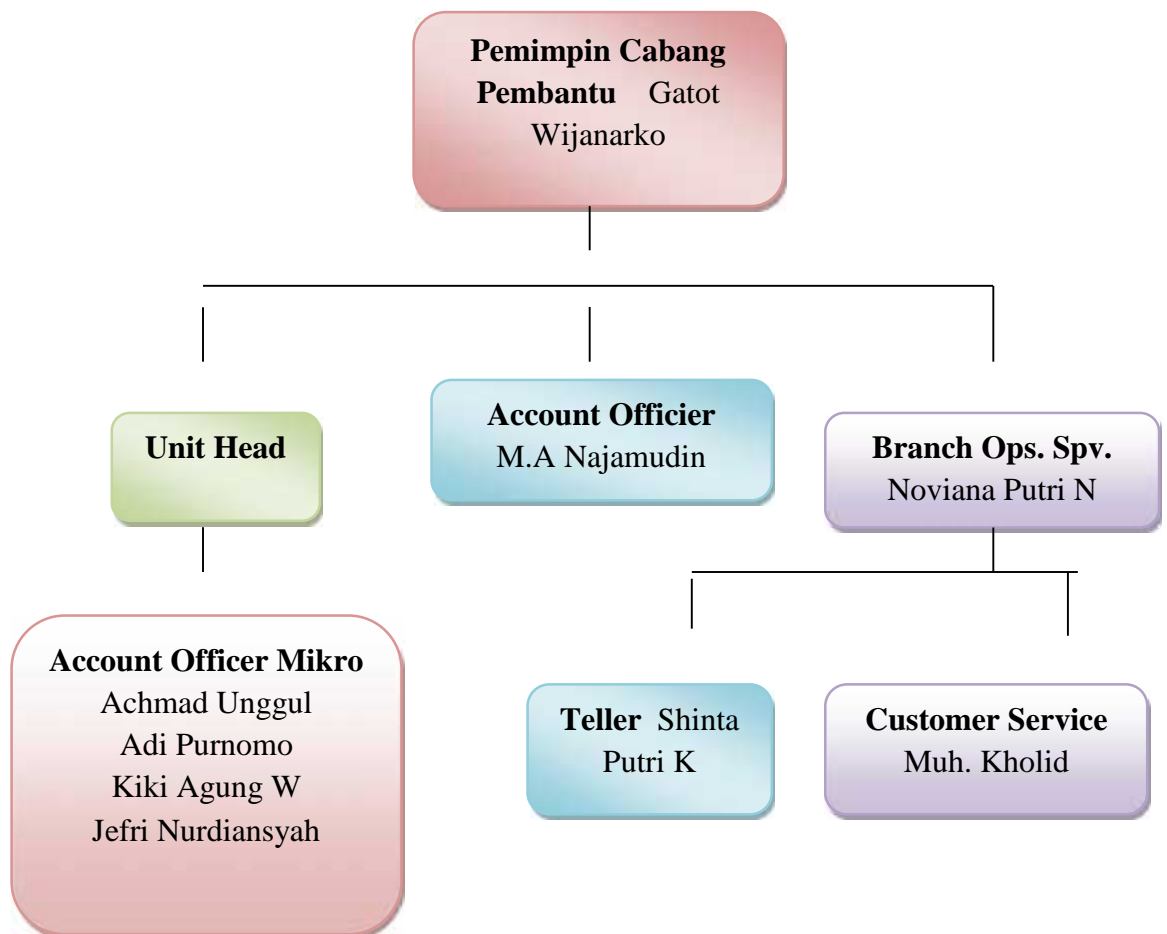 Pemimpin Cabang
Pembantu Gatot
Wijanarko
Unit Head
Account Officier
M.A Najamudin
Branch Ops. Spv.
Noviana Putri N
Account Officer Mikro
Achmad Unggul
Adi Purnomo
Kiki Agung W
Jefri Nurdiansyah
Teller Shinta
Putri K
Customer Service
Muh. Kholid